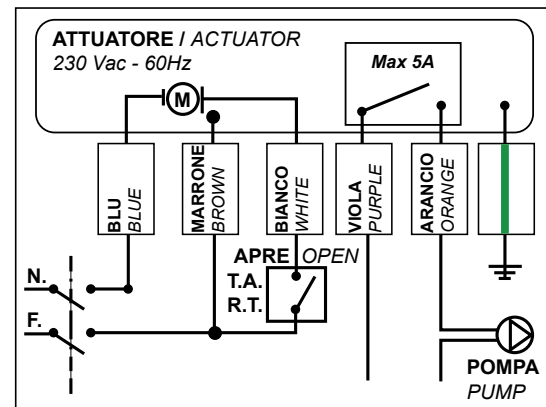 ATTUATORE / ACTUATOR
230 Vac - 60Hz
Max 5A
M
BLU
BLUE
MARRONE
BROWN
BIANCO
WHITE
VIOLA
PURPLE
ARANCIO
ORANGE
APRE OPEN
T.A.
R.T.
N.
F.
POMPA
PUMP